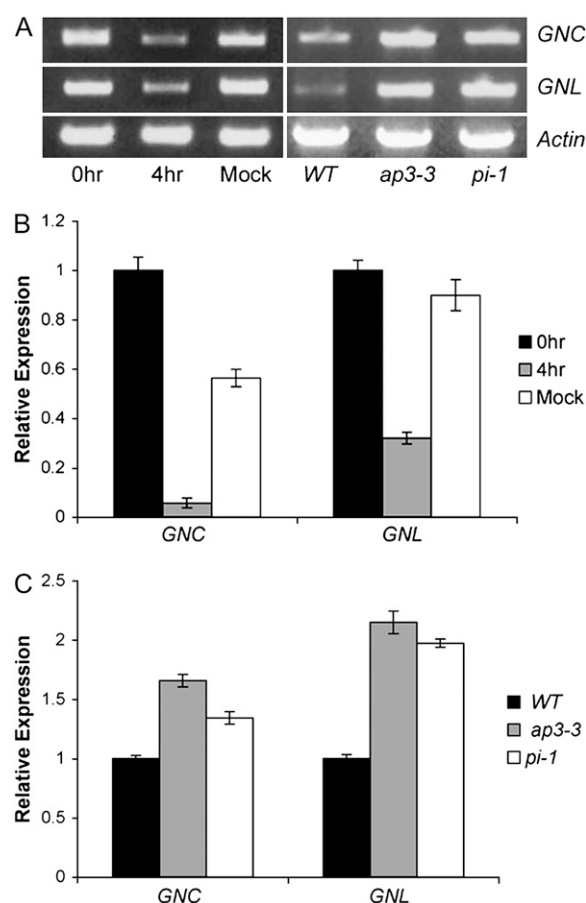 A
GNC
GNL
Actin
0hr 4hr Mock WT ap3-3 pi-1
B
Relative Expression
1.2
1
0.8
0.6
0.4
0.2
0
GNC GNL
0hr
4hr
Mock
C
Relative Expression
2.5
2
1.5
1
0.5
0
GNC GNL
WT
ap3-3
pi-1